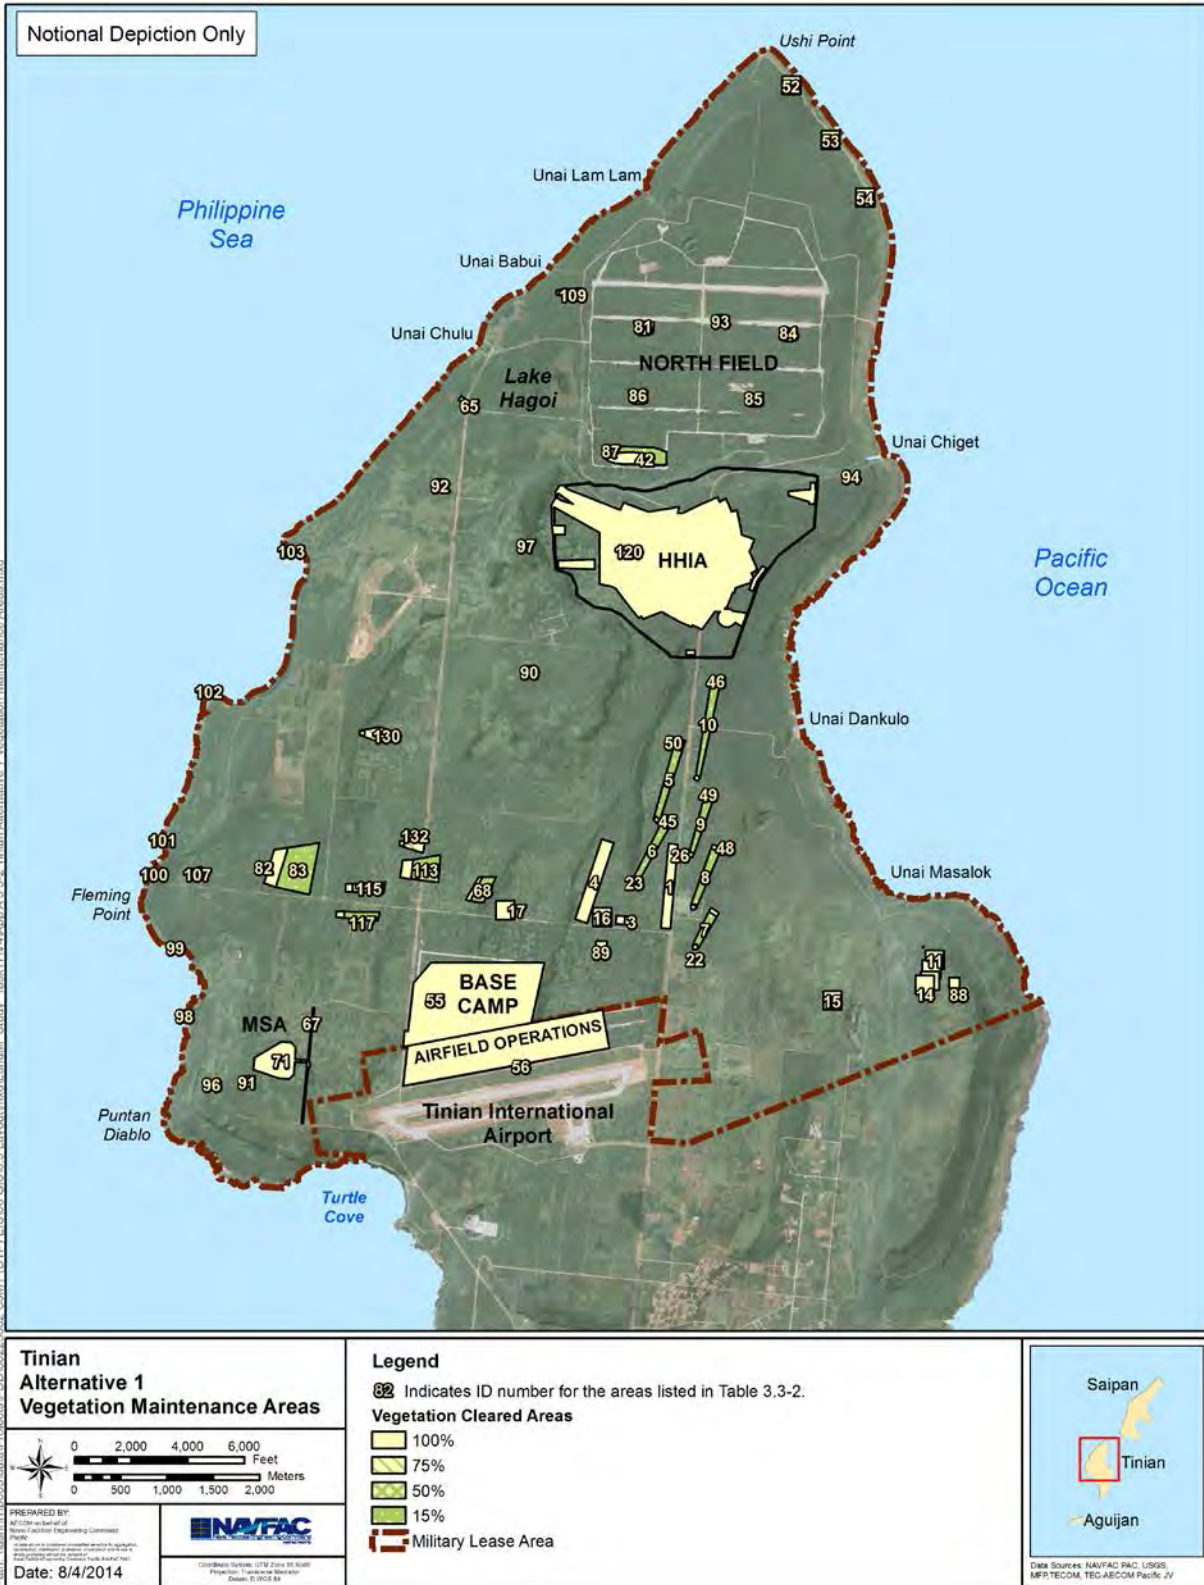 Notional Depiction Only
Ushi Point
52
53
Unai Lam Lam
54
Philippine
Sea
Unai Babui
109
81
93
84
Unai Chulu
NORTH FIELD
Lake
Hagoi
86
85
65
Unai Chiget
87
42
94
92
103
97
120
HHIA
Pacific
Ocean
90
46
102
Unai Dankulo
10
130
50
5
49
45
9
132
101
6
26
48
82
83
113
Unai Masalok
100
107
115
68
4
23
1
8
Fleming
Point
17
16
3
117
7
99
89
22
11
BASE
CAMP
14
88
55
15
98
MSA
67
AIRFIELD OPERATIONS
71
56
96
91
Puntan
Diablo
Tinian International
Airport
Turtle
Cove
Tinian
Alternative 1
Vegetation Maintenance Areas
0 2,000 4,000 6,000
Feet
Meters
0 500 1,000 1,500 2,000
PREPARED BY:
Date: 8/4/2014
NAVFAC
Legend
82 Indicates ID number for the areas listed in Table 3.3-2.
Vegetation Cleared Areas
100%
75%
50%
15%
Military Lease Area
Saipan
Tinian
Aguijan
Data Sources: NAVFAC PAC, USGS,
MFP,TECOM, TEC-AECOM Pacific JV